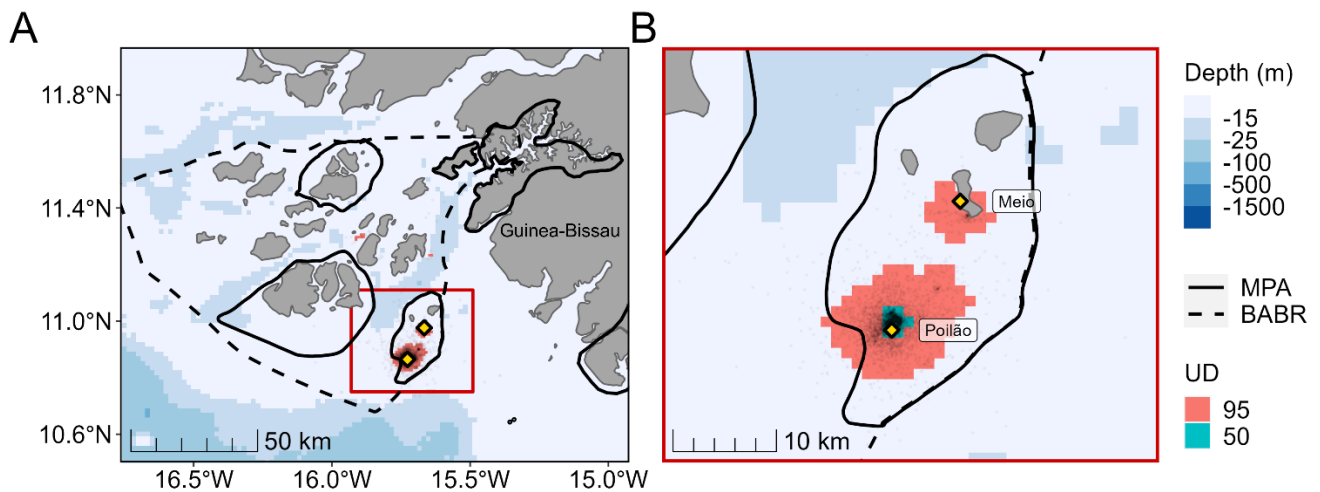 A
B
11.8°N
11.4°N
11.0°N
10.6°N
16.5°W
16.0°W
15.5°W
15.0°W
Guinea-Bissau
50 km
Meio
Poilão
10 km
Depth (m)
-15
-25
-100
-500
-1500
MPA
BABR
UD
95
50